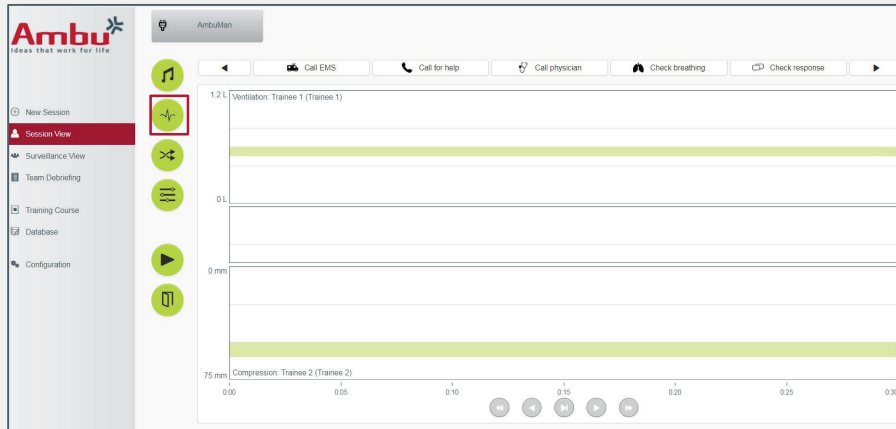 Ambu
Ideas that work for life
AmbuMan
Call EMS
Call for help
Call physician
Check breathing
Check response
New Session
Session View
Surveillance View
Team Debriefing
Training Course
Database
Configuration
1.2 L
Ventilation: Trainee 1 (Trainee 1)
0 L
0 mm
75 mm
Compression: Trainee 2 (Trainee 2)
0:00 0:05 0:10 0:15 0:20 0:25 0:30